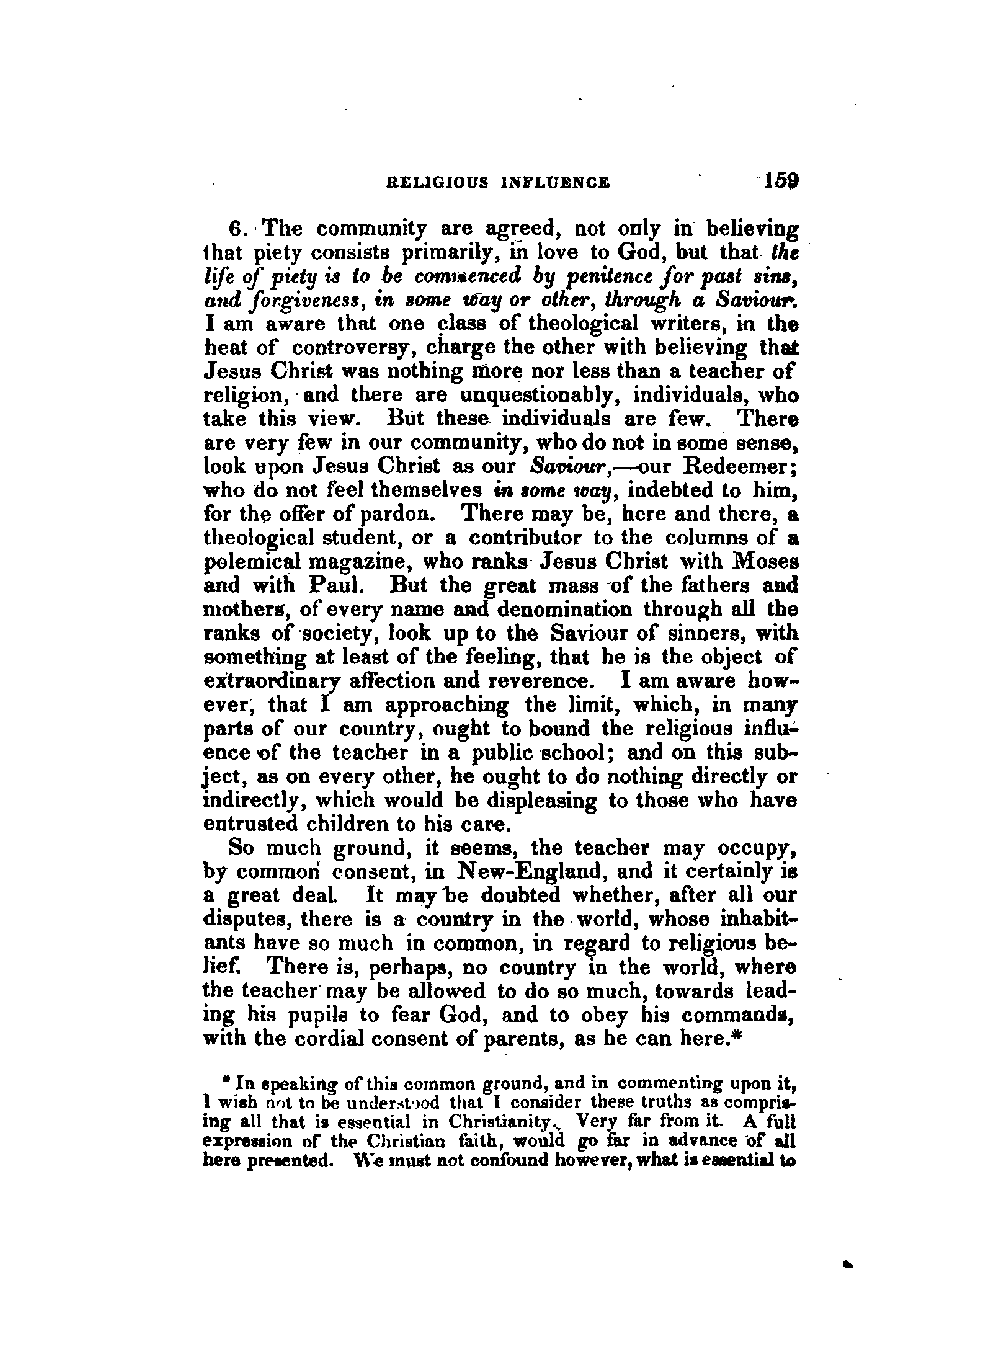 RELIGIOUS INFLUENCE 159
6. The community are agreed, not only in believing
that piety consists primarily, in love to God, but that the
life of piety is to be commenced by penitence for past sins,
and forgiveness, in some way or other, through a Saviour.
I am aware that one class of theological writers, in the
heat of controversy, charge the other with believing that
Jesus Christ was nothing more nor less than a teacher of
religion, and there are unquestionably, individuals, who
take this view. But these individuals are few. There
are very few in our community, who do not in some sense,
look upon Jesus Christ as our Saviour,—our Redeemer;
who do not feel themselves in some way, indebted to him,
for the offer of pardon. There may be, here and there, a
theological student, or a contributor to the columns of a
polemical magazine, who ranks Jesus Christ with Moses
and with Paul. But the great mass of the fathers and
mothers, of every name and denomination through all the
ranks of society, look up to the Saviour of sinners, with
something at least of the feeling, that he is the object of
extraordinary affection and reverence. I am aware how-
ever, that I am approaching the limit, which, in many
parts of our country, ought to bound the religious influ-
ence of the teacher in a public school; and on this sub-
ject, as on every other, he ought to do nothing directly or
indirectly, which would be displeasing to those who have
entrusted children to his care.
So much ground, it seems, the teacher may occupy,
by common consent, in New-England, and it certainly is
a great deal. It may be doubted whether, after all our
disputes, there is a country in the world, whose inhabit-
ants have so much in common, in regard to religious be-
lief. There is, perhaps, no country in the world, where
the teacher may be allowed to do so much, towards lead-
ing his pupils to fear God, and to obey his commands,
with the cordial consent of parents, as he can here.*
* In speaking of this common ground, and in commenting upon it,
I wish not to be understood that I consider these truths as compris-
ing all that is essential in Christianity. Very far from it. A full
expression of the Christian faith, would go far in advance of all
here presented. We must not confound however, what is essential to